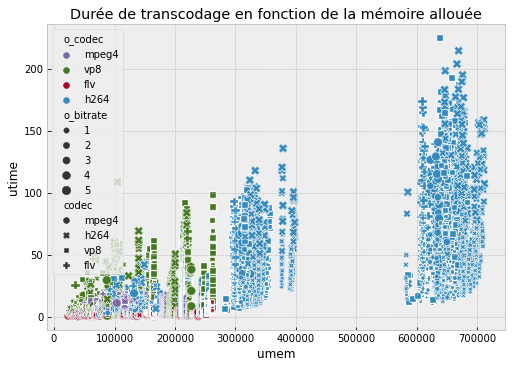 Durée de transcodage en fonction de la mémoire allouée
o_codec
mpeg4
vp8
flv
h264
o_bitrate
1
2
3
4
5
codec
mpeg4
h264
vp8
flv
utime
200
150
100
50
0
0 100000 200000 300000 400000 500000 600000 700000
umem